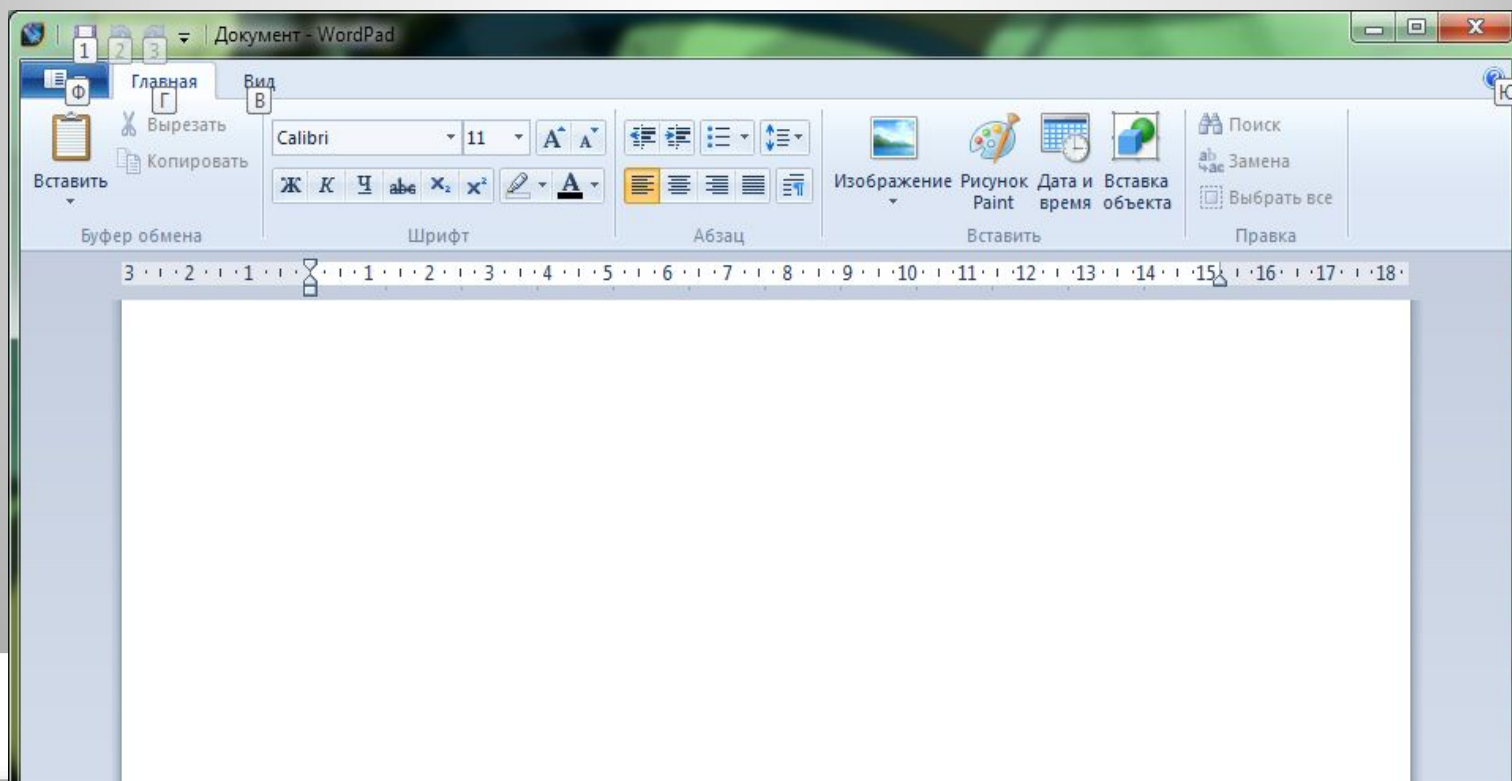 1 2 3 Документ - WordPad
Главная Вид
Ф Г В Ю
Вставить
Вырезать
Копировать
Буфер обмена
Calibri 11 A A
Ж К Ч abc X₂ X² A
Шрифт
Абзац
Изображение Рисунок Paint Дата и время Вставка объекта
Вставить
Поиск
Замена
Выбрать все
Правка
3 2 1 1 2 3 4 5 6 7 8 9 10 11 12 13 14 15 16 17 18